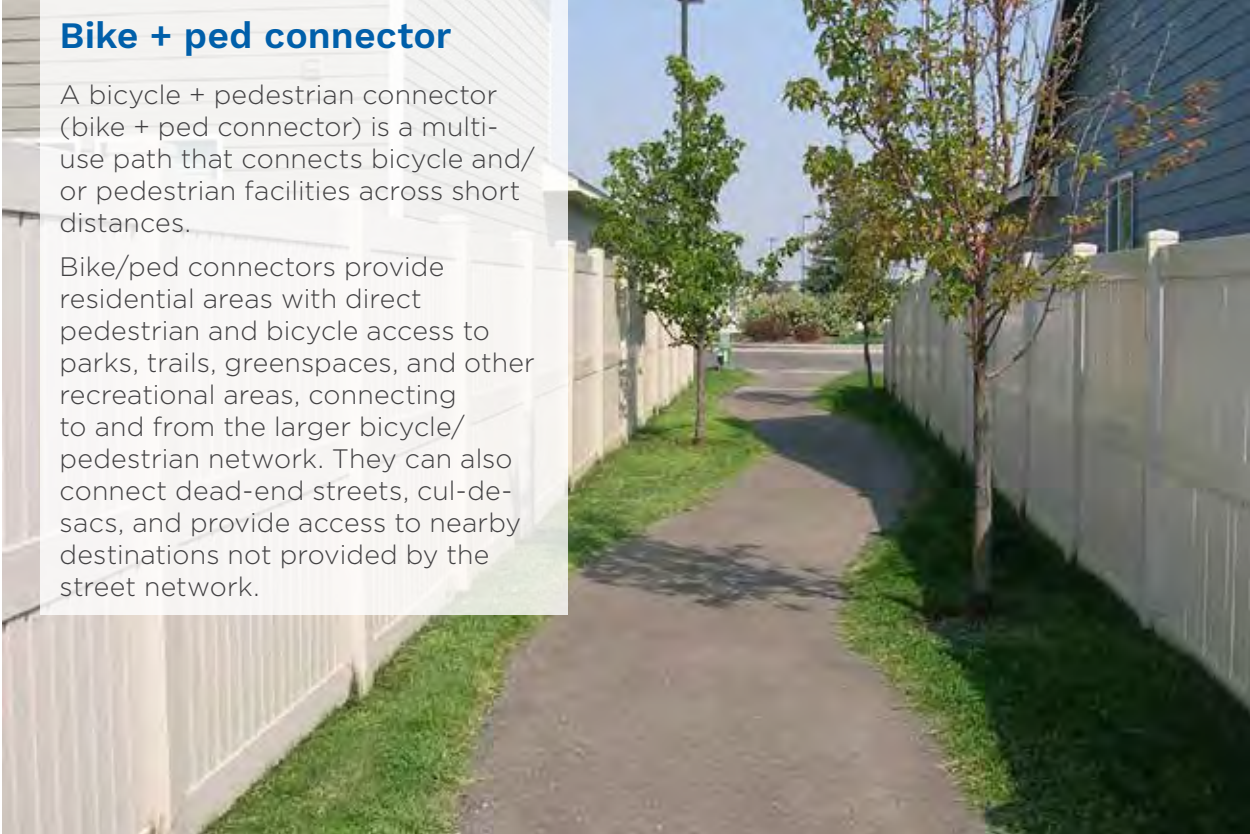 Bike + ped connector
A bicycle + pedestrian connector
(bike + ped connector) is a multi-
use path that connects bicycle and/
or pedestrian facilities across short
distances.
Bike/ped connectors provide
residential areas with direct
pedestrian and bicycle access to
parks, trails, greenspaces, and other
recreational areas, connecting
to and from the larger bicycle/
pedestrian network. They can also
connect dead-end streets, cul-de-
sacs, and provide access to nearby
destinations not provided by the
street network.